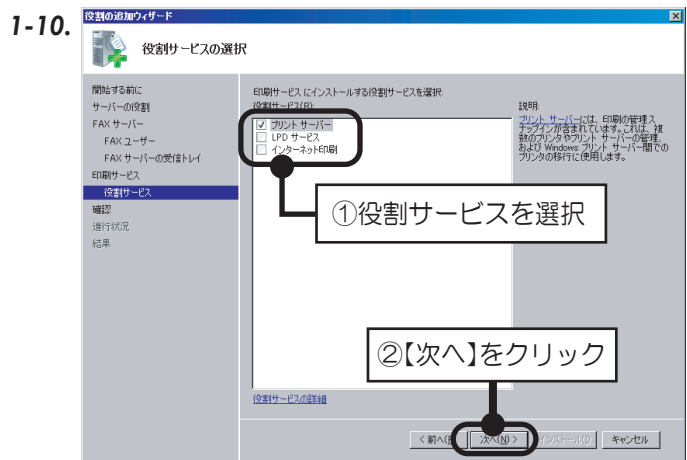 1-10.
役割の追加ウィザード
役割サービスの選択
開始する前に
サーバーの役割
FAX サーバー
FAX ユーザー
FAX サーバーの受信トレイ
印刷サービス
役割サービス
確認
進行状況
結果
印刷サービス にインストールする役割サービスを選択:
役割サービス(R):
プリント サーバー
LPD サービス
インターネット印刷
説明:
プリント サーバーには、印刷の管理ス
ナップインが含まれています。これは、複
数のプリンタやプリント サーバーの管理、
および Windows プリント サーバー間での
プリンタの移行に使用します。
①役割サービスを選択
②【次へ】をクリック
役割サービスの詳細
< 前へ(
次へ(N) >
インストール(I)
キャンセル